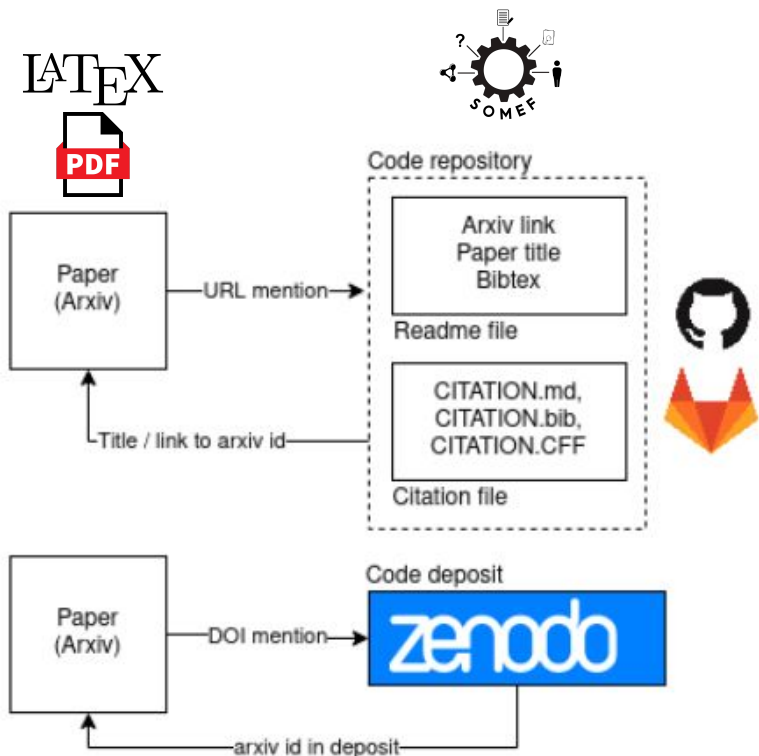 LATEX
?
SOMEF
PDF
Code repository
Arxiv link
Paper title
Bibtex
Paper
(Arxiv)
URL mention
Readme file
CITATION.md,
CITATION.bib,
CITATION.CFF
Title / link to arxiv id
Citation file
Code deposit
Paper
(Arxiv)
DOI mention
zenodo
arxiv id in deposit